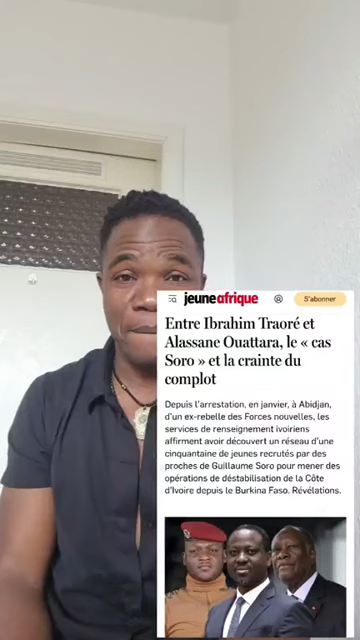 jeuneafrique
S'abonner
Entre Ibrahim Traoré et
Alassane Ouattara, le « cas
Soro » et la crainte du
complot
Depuis l'arrestation, en janvier, à Abidjan,
d'un ex-rebelle des Forces nouvelles, les
services de renseignement ivoiriens
affirment avoir découvert un réseau d'une
cinquantaine de jeunes recrutés par des
proches de Guillaume Soro pour mener des
opérations de déstabilisation de la Côte
d'Ivoire depuis le Burkina Faso. Révélations.